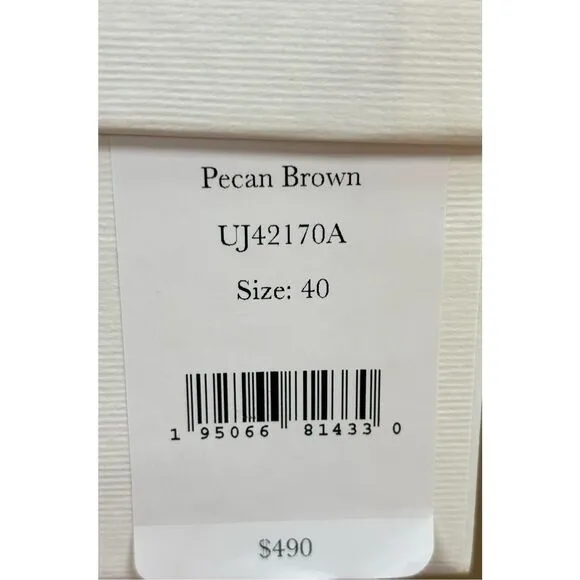 Pecan Brown
UJ42170A
Size: 40
1 95066 81433 0
$490